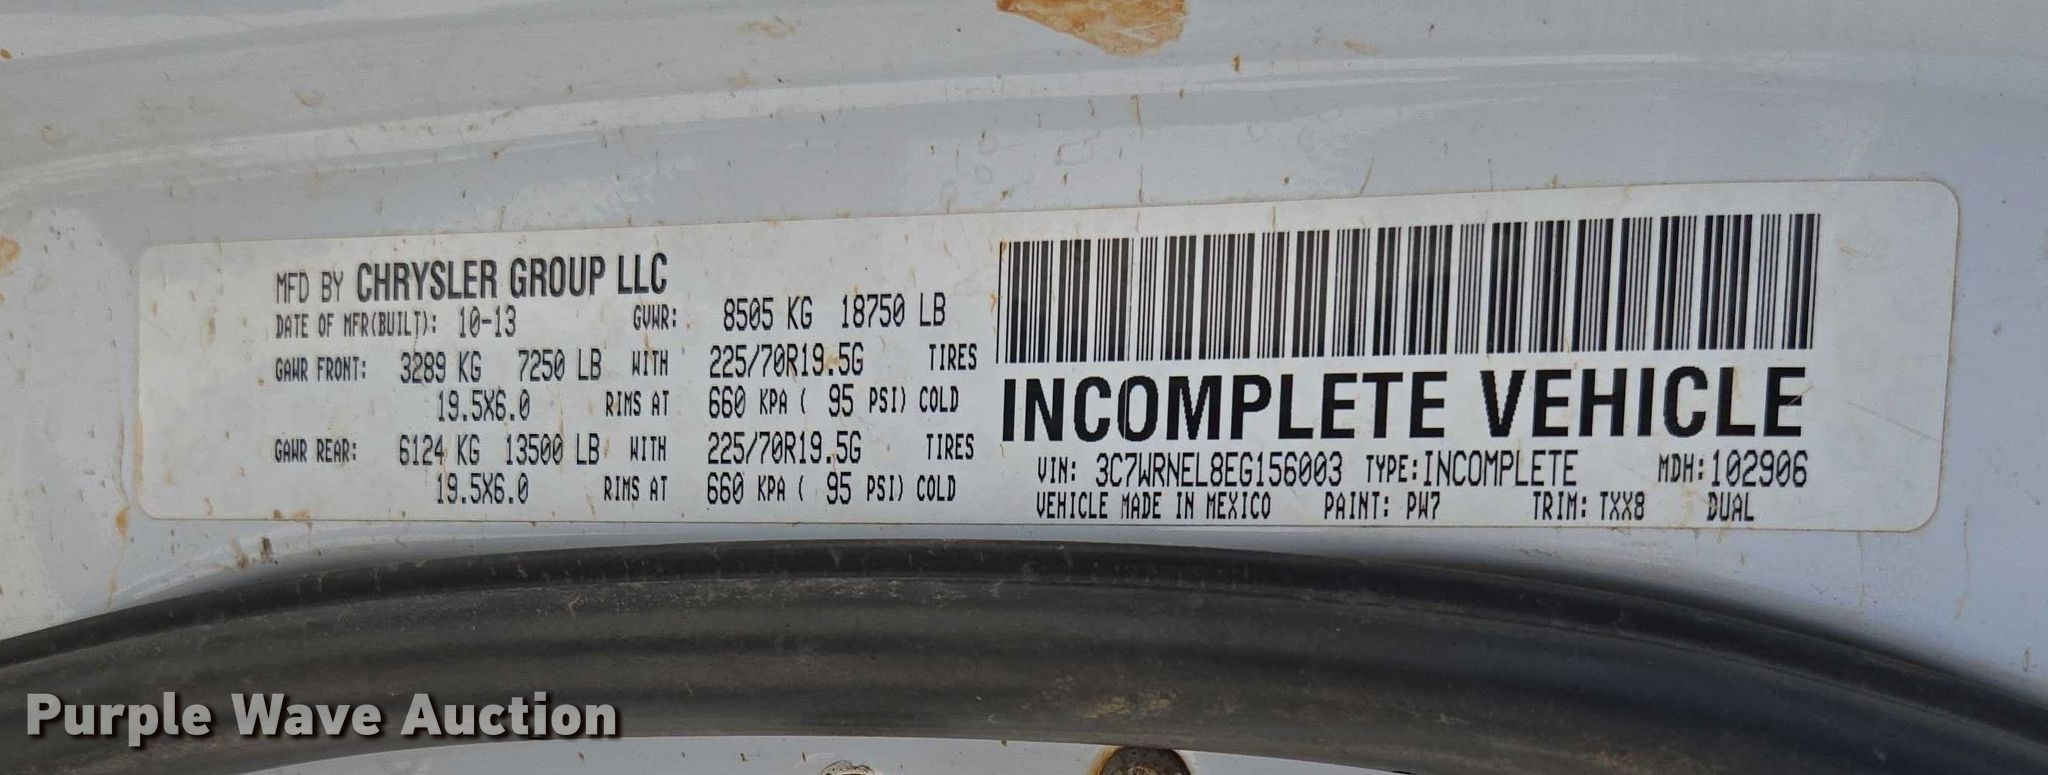 MFD BY CHRYSLER GROUP LLC
DATE OF MFR(BUILT): 10-13 GVWR: 8505 KG 18750 LB
GAWR FRONT: 3289 KG 7250 LB WITH 225/70R19.5G TIRES
19.5X6.0 RIMS AT 660 KPA ( 95 PSI) COLD
GAWR REAR: 6124 KG 13500 LB WITH 225/70R19.5G TIRES
19.5X6.0 RIMS AT 660 KPA ( 95 PSI) COLD
INCOMPLETE VEHICLE
VIN: 3C7WRNEL8EG156003 TYPE: INCOMPLETE MDH: 102906
VEHICLE MADE IN MEXICO PAINT: PW7 TRIM: TXX8 DUAL
Purple Wave Auction